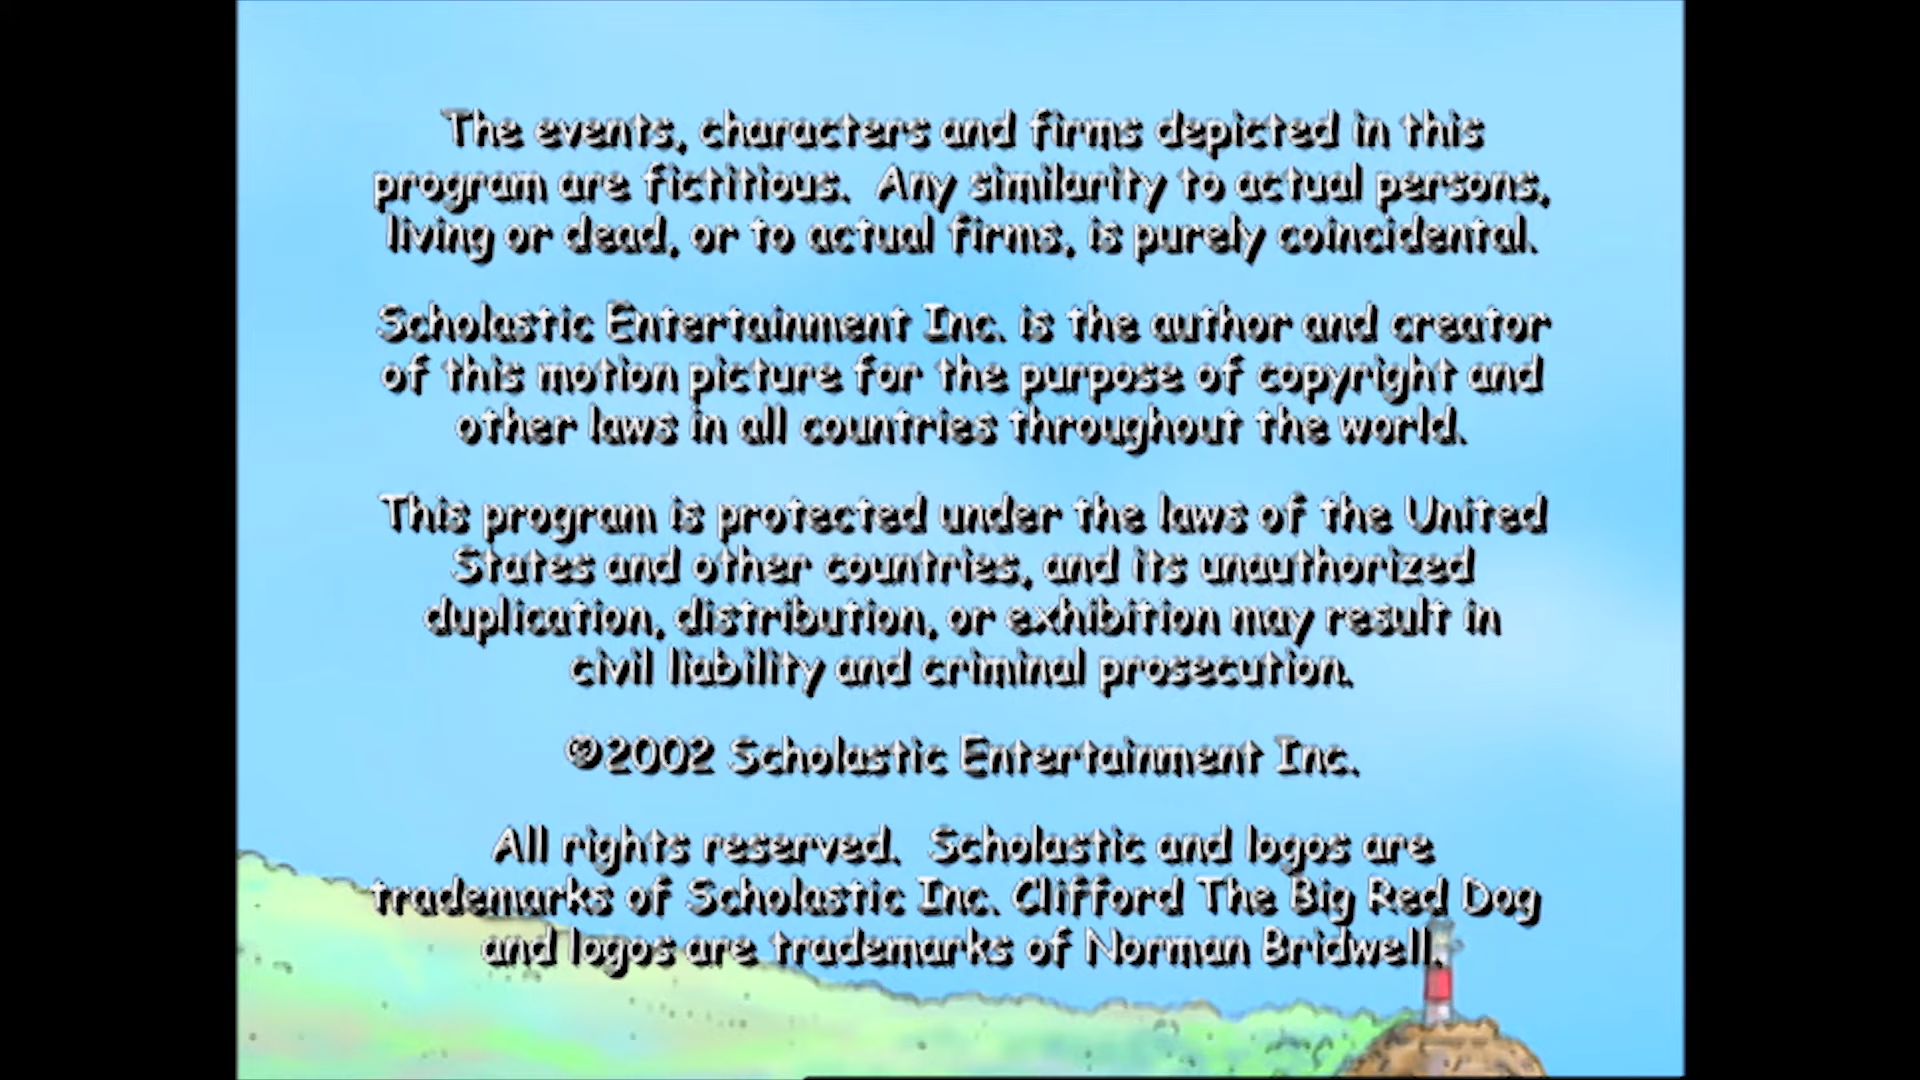 The events, characters and firms depicted in this
program are fictitious.  Any similarity to actual persons,
living or dead, or to actual firms, is purely coincidental.
Scholastic Entertainment Inc. is the author and creator
of this motion picture for the purpose of copyright and
other laws in all countries throughout the world.
This program is protected under the laws of the United
States and other countries, and its unauthorized
duplication, distribution, or exhibition may result in
civil liability and criminal prosecution.
©2002 Scholastic Entertainment Inc.
All rights reserved.  Scholastic and logos are
trademarks of Scholastic Inc. Clifford The Big Red Dog
and logos are trademarks of Norman Bridwell.